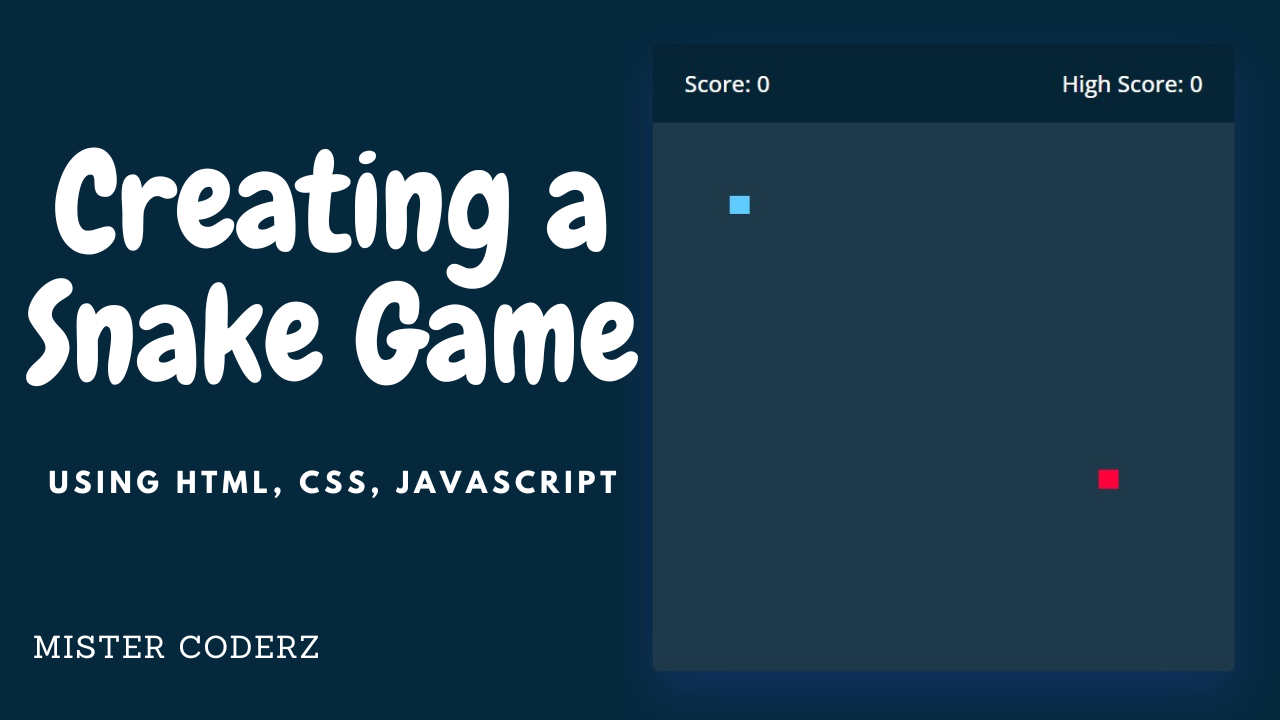 Creating a
Snake Game
USING HTML, CSS, JAVASCRIPT
MISTER CODERZ
Score: 0
High Score: 0